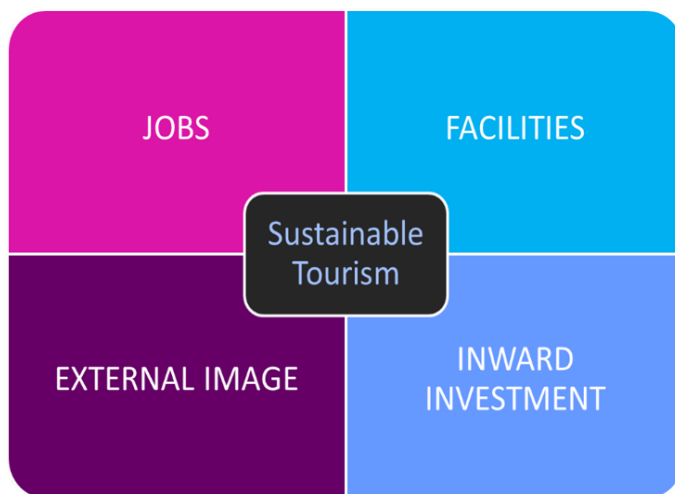 JOBS
FACILITIES
Sustainable
Tourism
EXTERNAL IMAGE
INWARD
INVESTMENT